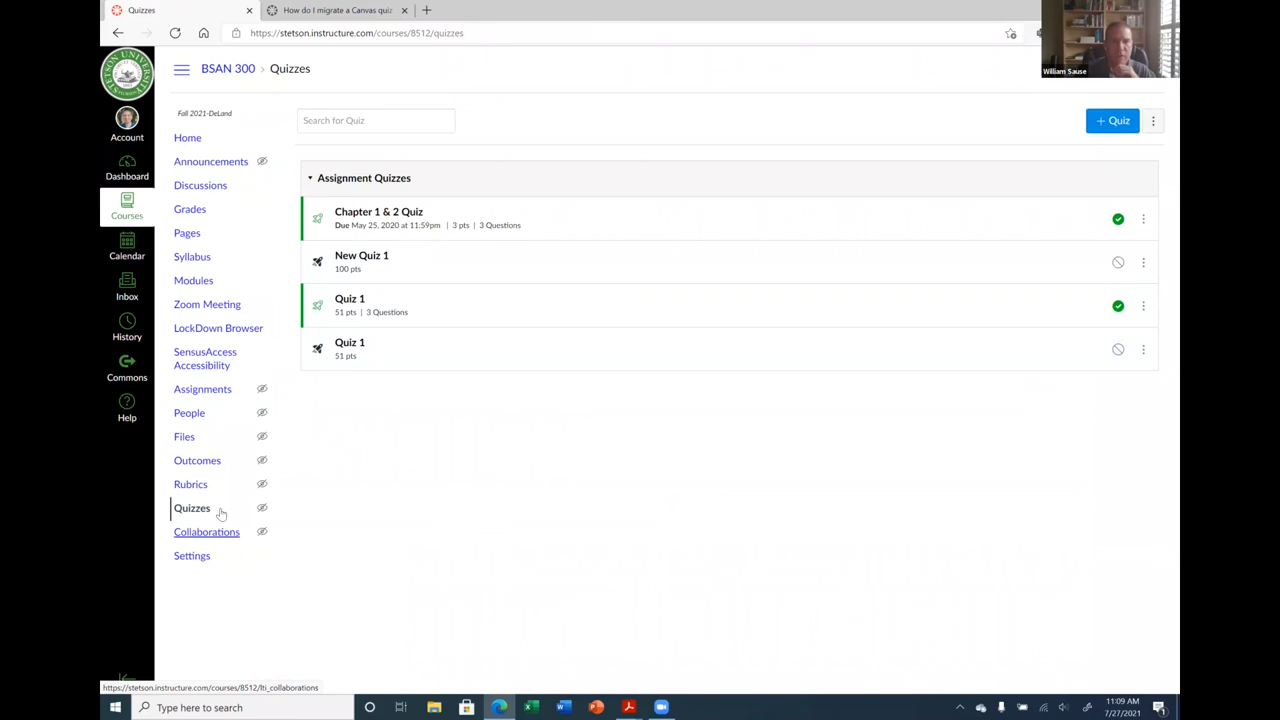 Quizzes
How do I migrate a Canvas quiz
https://stetson.instructure.com/courses/8512/quizzes
William Sause
BSAN 300 › Quizzes
Account
Dashboard
Courses
Calendar
Inbox
History
Commons
Help
Fall 2021-DeLand
Home
Announcements
Discussions
Grades
Pages
Syllabus
Modules
Zoom Meeting
LockDown Browser
SensusAccess
Accessibility
Assignments
People
Files
Outcomes
Rubrics
Quizzes
Collaborations
Settings
Search for Quiz
+ Quiz
Assignment Quizzes
Chapter 1 & 2 Quiz
Due May 25, 2020 at 11:59pm | 3 pts | 3 Questions
New Quiz 1
100 pts
Quiz 1
51 pts | 3 Questions
Quiz 1
51 pts
https://stetson.instructure.com/courses/8512/lti_collaborations
Type here to search
11:09 AM
7/27/2021